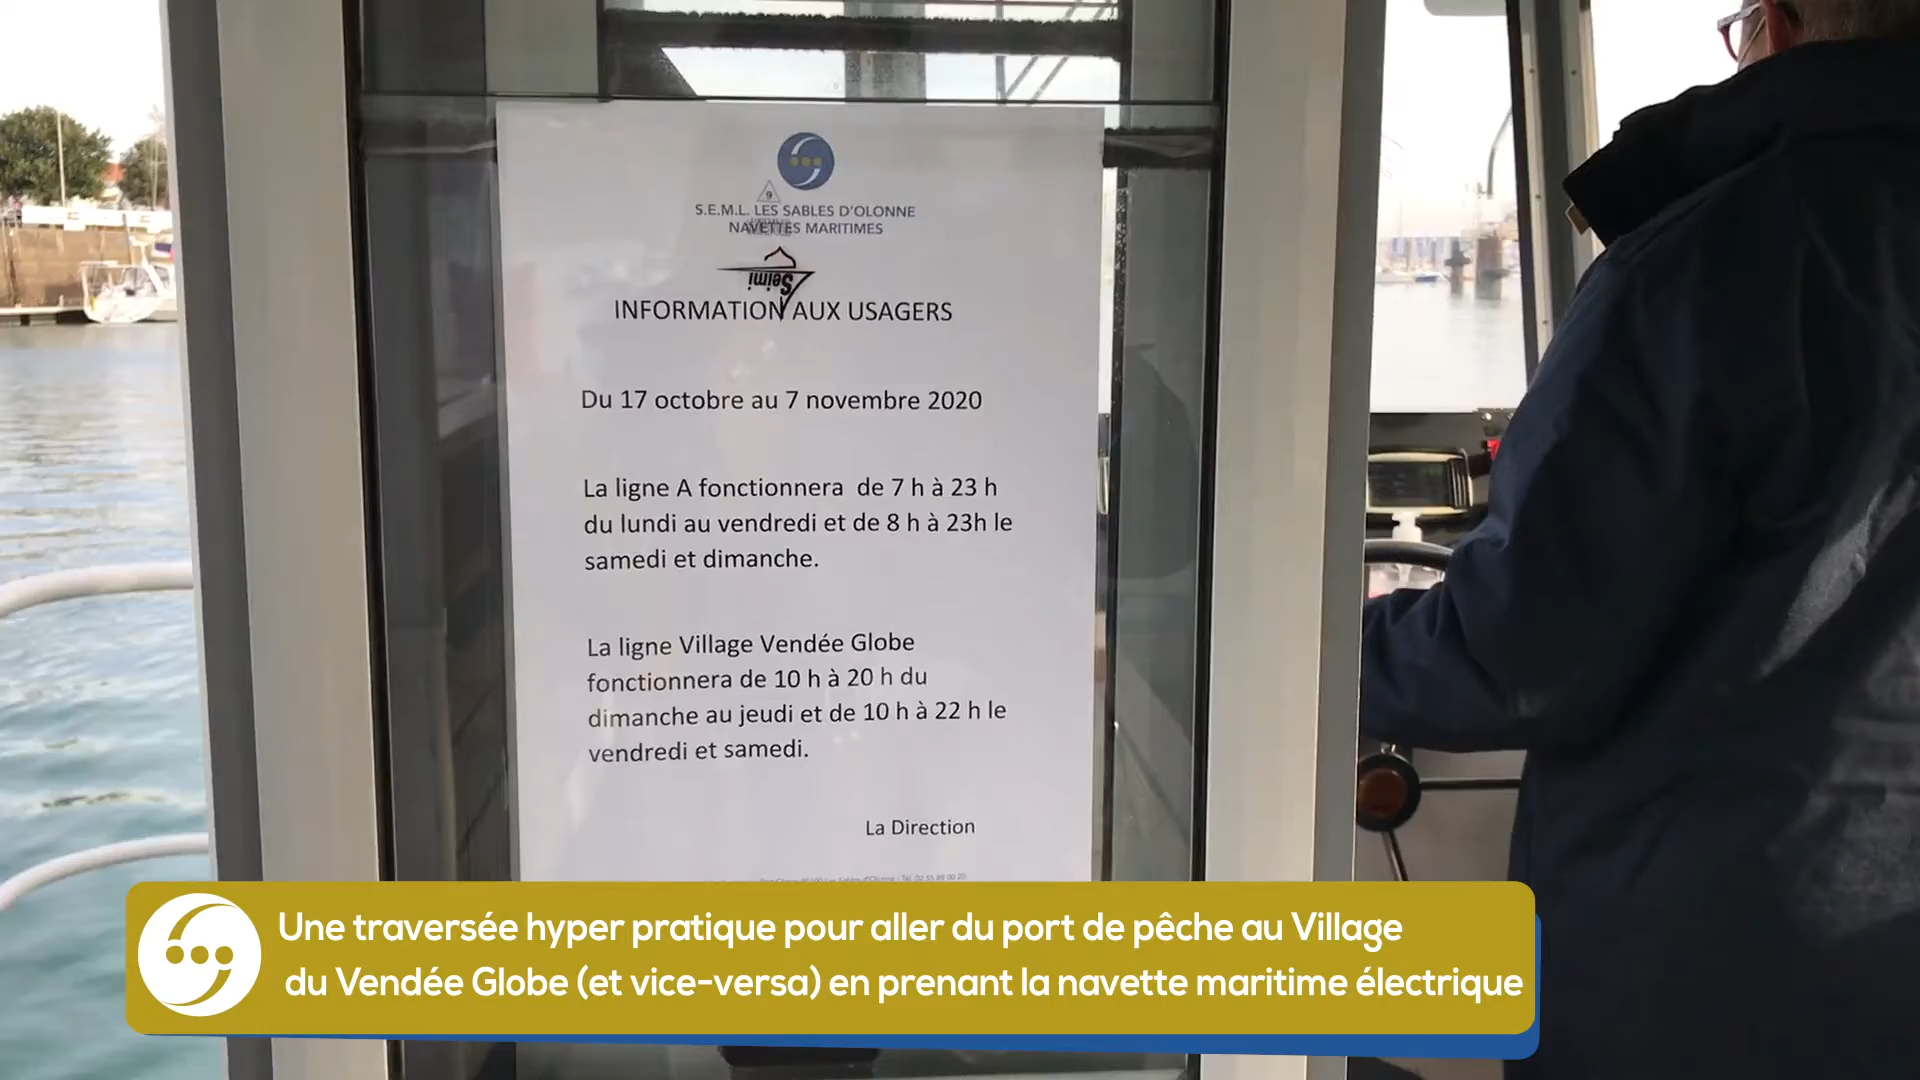 S.E.M.L. LES SABLES D'OLONNE
NAVETTES MARITIMES
Seimi
INFORMATION AUX USAGERS
Du 17 octobre au 7 novembre 2020
La ligne A fonctionnera de 7 h à 23 h
du lundi au vendredi et de 8 h à 23h le
samedi et dimanche.
La ligne Village Vendée Globe
fonctionnera de 10 h à 20 h du
dimanche au jeudi et de 10 h à 22 h le
vendredi et samedi.
La Direction
Une traversée hyper pratique pour aller du port de pêche au Village
du Vendée Globe (et vice-versa) en prenant la navette maritime électrique